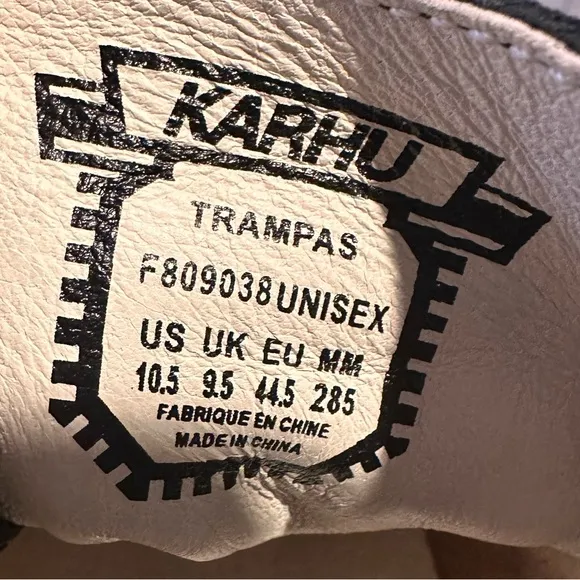 KARHU
TRAMPAS
F809038 UNISEX
US UK EU MM
10.5 9.5 44.5 285
FABRIQUE EN CHINE
MADE IN CHINA